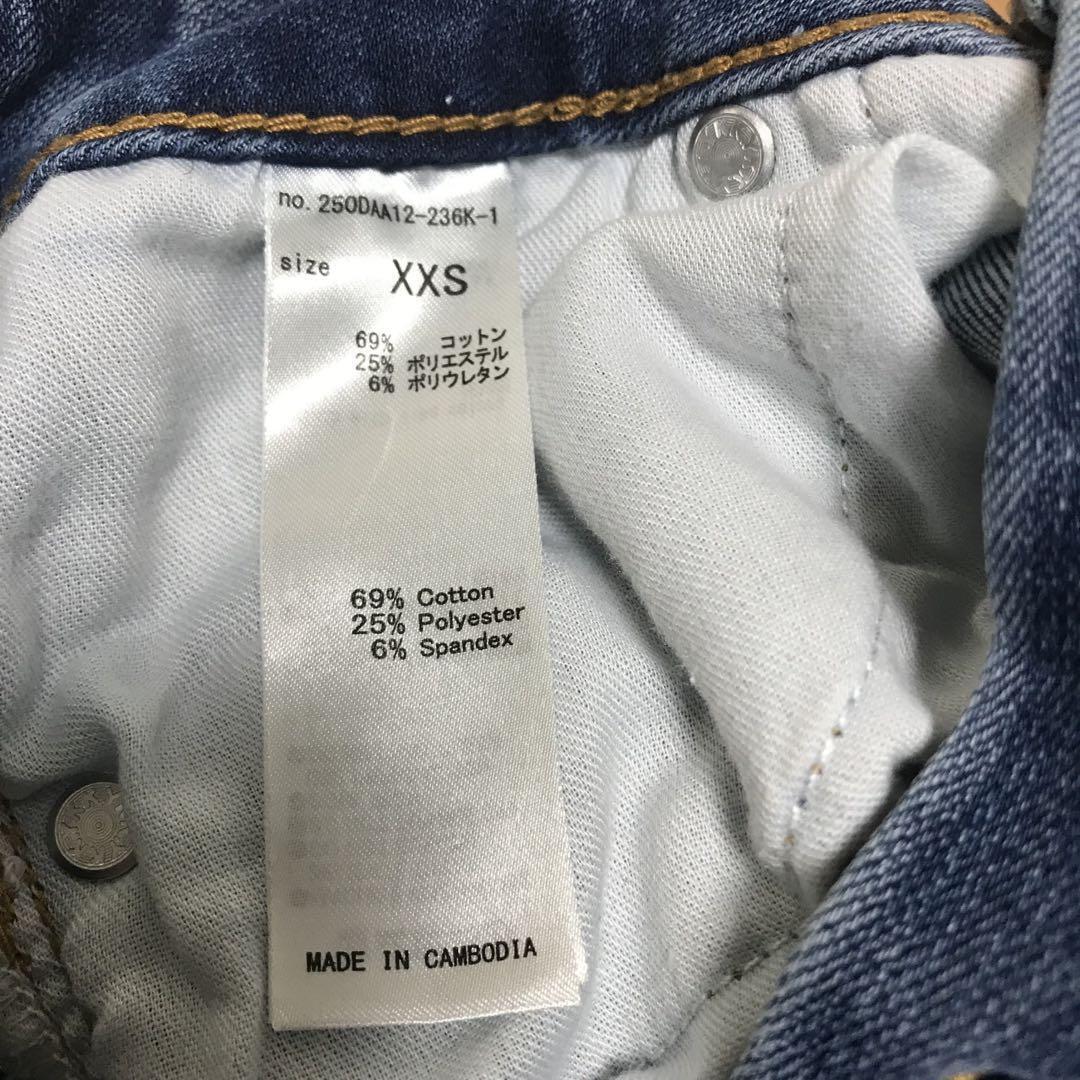 no. 250DAA12-236K-1
size XXS
69% コットン
25% ポリエステル
6% ポリウレタン
69% Cotton
25% Polyester
6% Spandex
MADE IN CAMBODIA